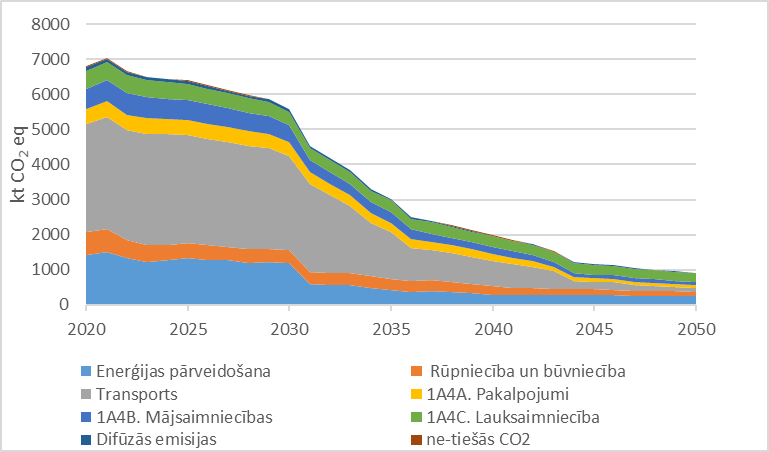 8000
7000
6000
5000
4000
3000
2000
1000
0
kt CO2 eq
2020 2025 2030 2035 2040 2045 2050
Enerģijas pārveidošana Rūpniecība un būvniecība
Transports 1A4A. Pakalpojumi
1A4B. Mājsaimniecības 1A4C. Lauksaimniecība
Difūzās emisijas ne-tiešās CO2